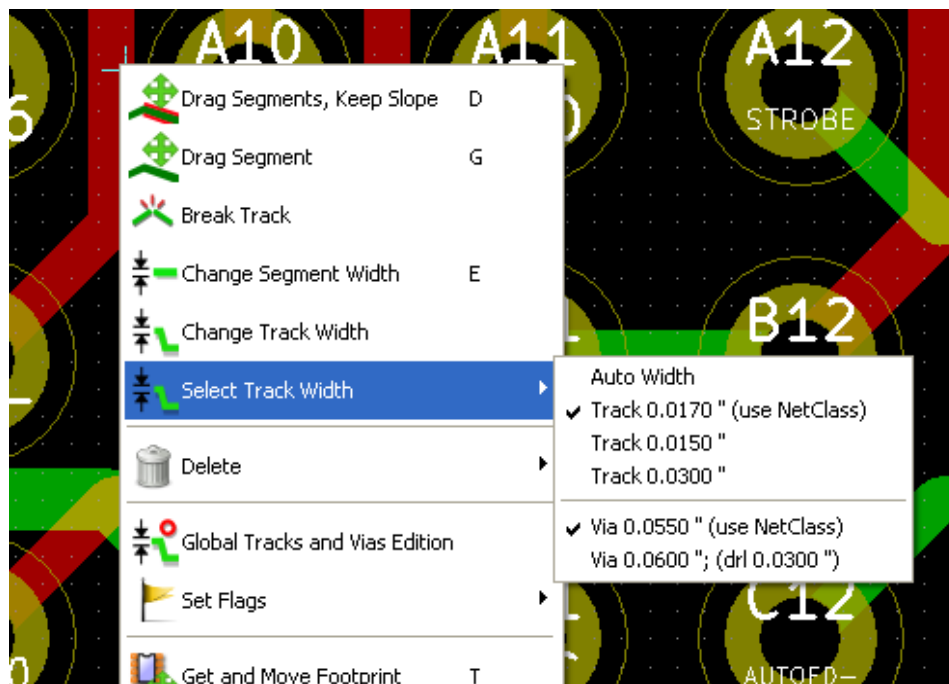 A10
A11
A12
6
STROBE
Drag Segments, Keep Slope D
Drag Segment G
Break Track
Change Segment Width E
Change Track Width
B12
Select Track Width
Auto Width
Track 0.0170 " (use NetClass)
Track 0.0150 "
Track 0.0300 "
Delete
Via 0.0550 " (use NetClass)
Via 0.0600 "; (drl 0.0300 ")
Global Tracks and Vias Edition
Set Flags
C12
Get and Move Footprint T
AUTOFD-